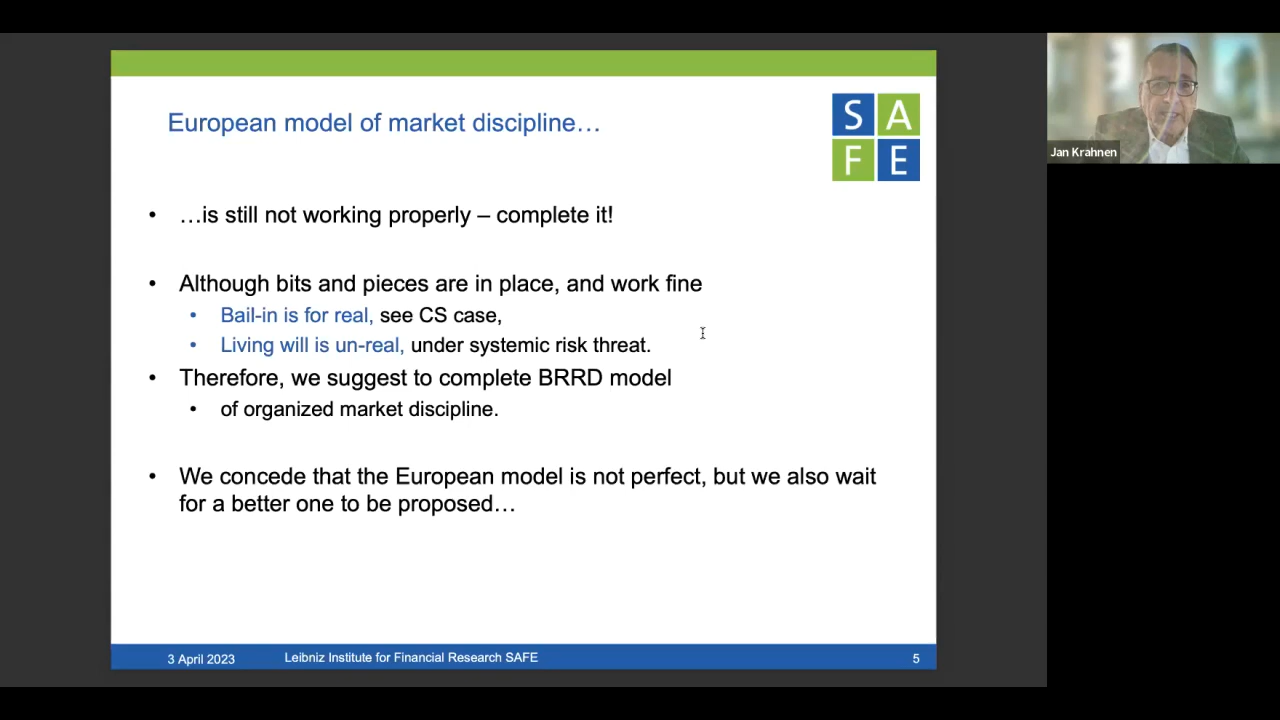 European model of market discipline…
S A
F E
Jan Krahnen
• …is still not working properly – complete it!
• Although bits and pieces are in place, and work fine
• Bail-in is for real, see CS case,
• Living will is un-real, under systemic risk threat.
• Therefore, we suggest to complete BRRD model
• of organized market discipline.
• We concede that the European model is not perfect, but we also wait
for a better one to be proposed…
3 April 2023 Leibniz Institute for Financial Research SAFE 5